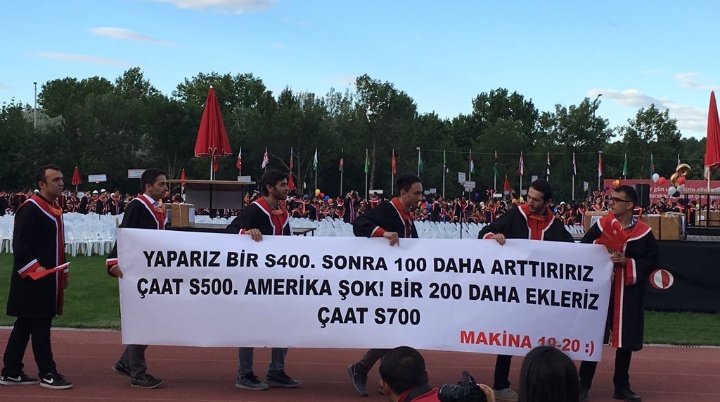 YAPARIZ BİR S400. SONRA 100 DAHA ARTTIRIRIZ
ÇAAT S500. AMERİKA ŞOK! BİR 200 DAHA EKLERİZ
ÇAAT S700
MAKİNA 19-20 :)